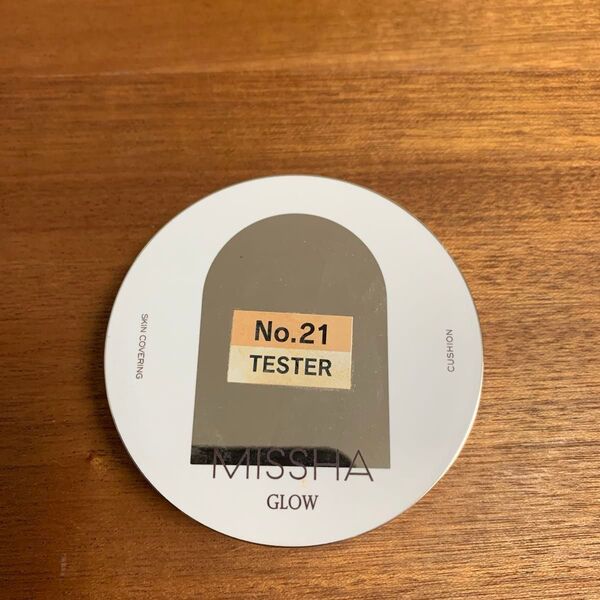 SKIN COVERING
No.21
TESTER
CUSHION
MISSHA
GLOW